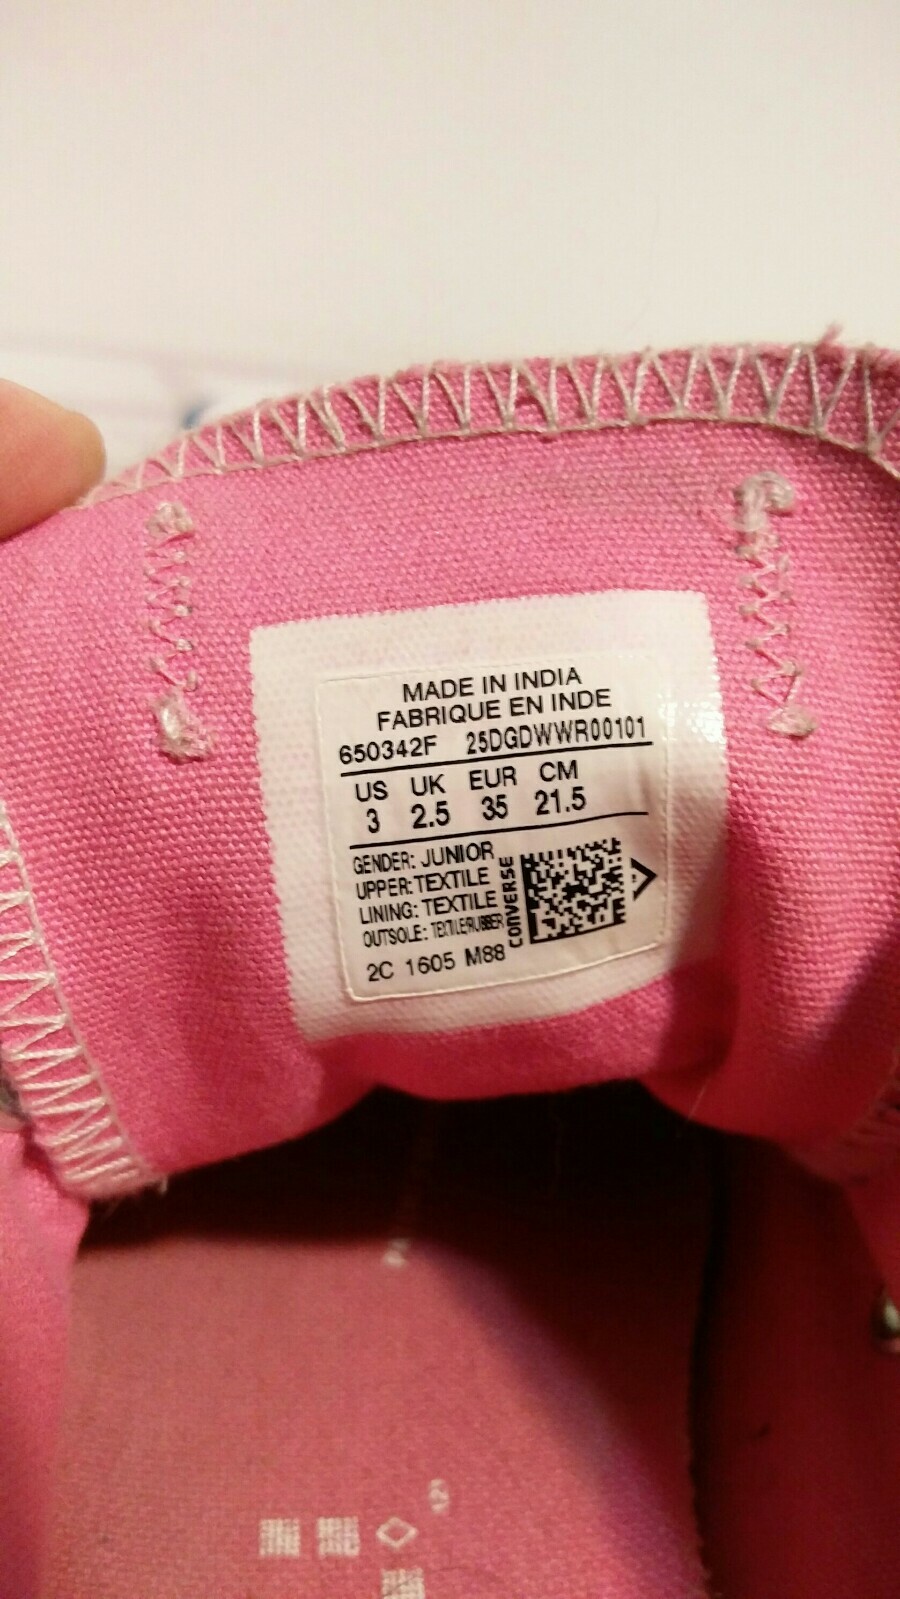 MADE IN INDIA
FABRIQUE EN INDE
650342F 25DGDWWR00101
US UK EUR CM
3 2.5 35 21.5
GENDER: JUNIOR
UPPER: TEXTILE
LINING: TEXTILE
OUTSOLE: TEXTILE/RUBBER
CONVERSE
2C 1605 M88